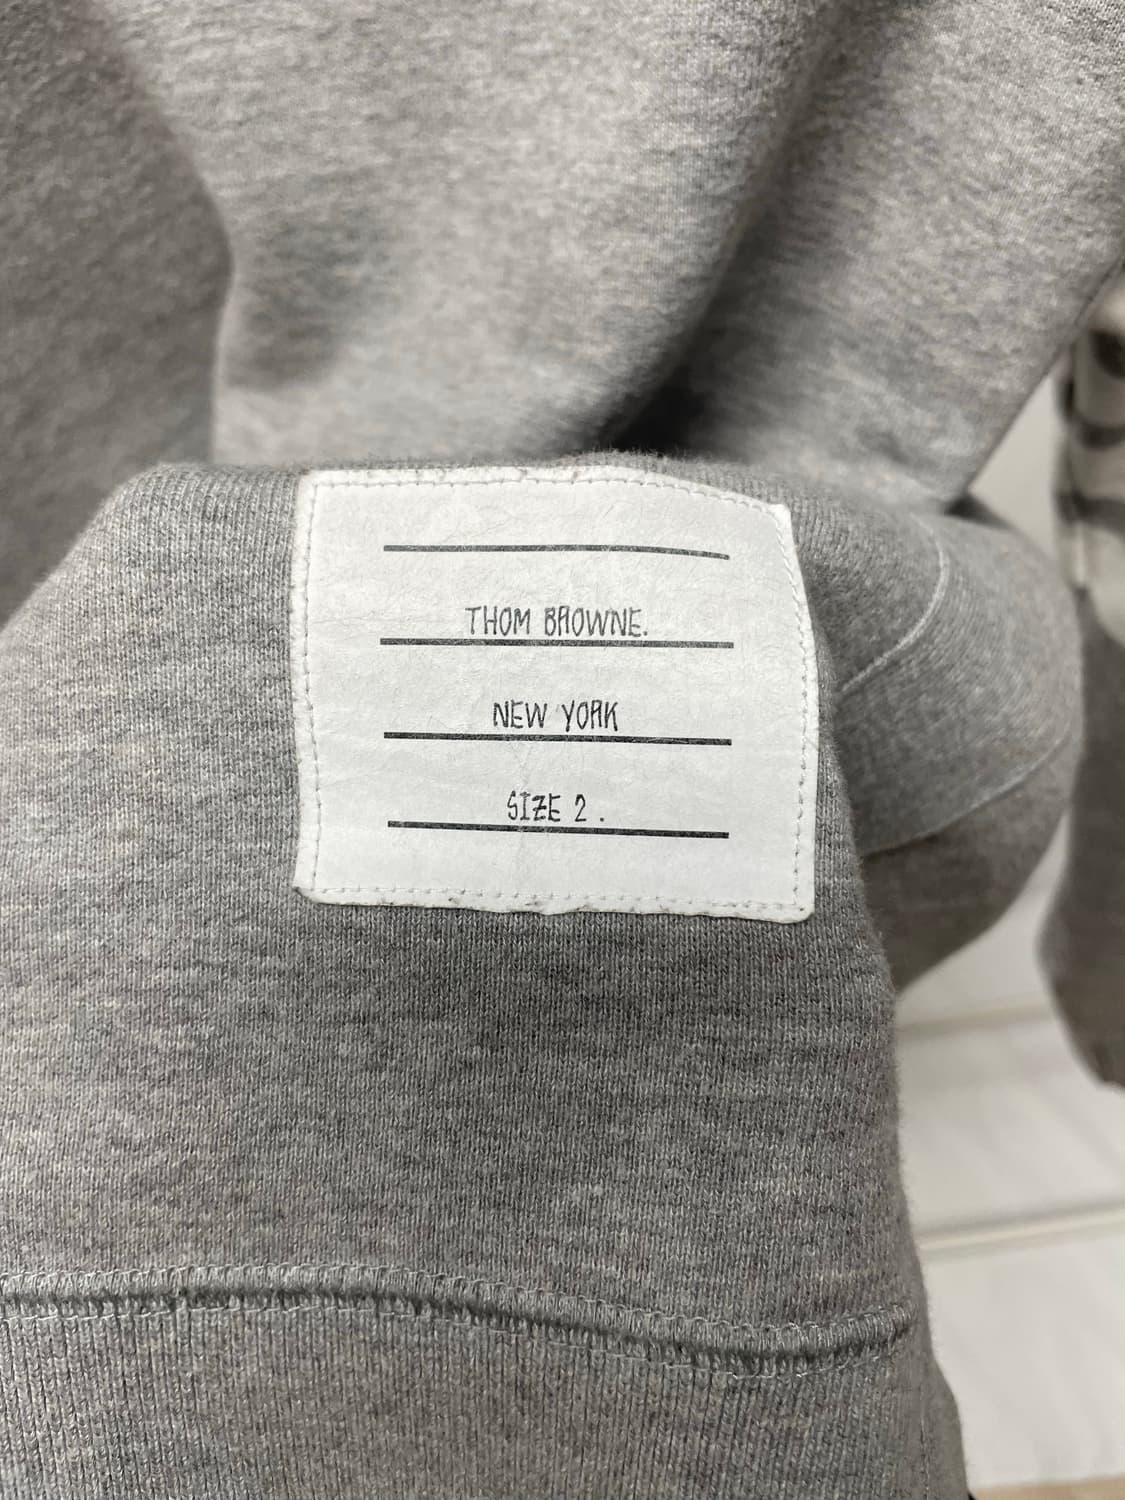 THOM BROWNE.
NEW YORK
SIZE 2 .